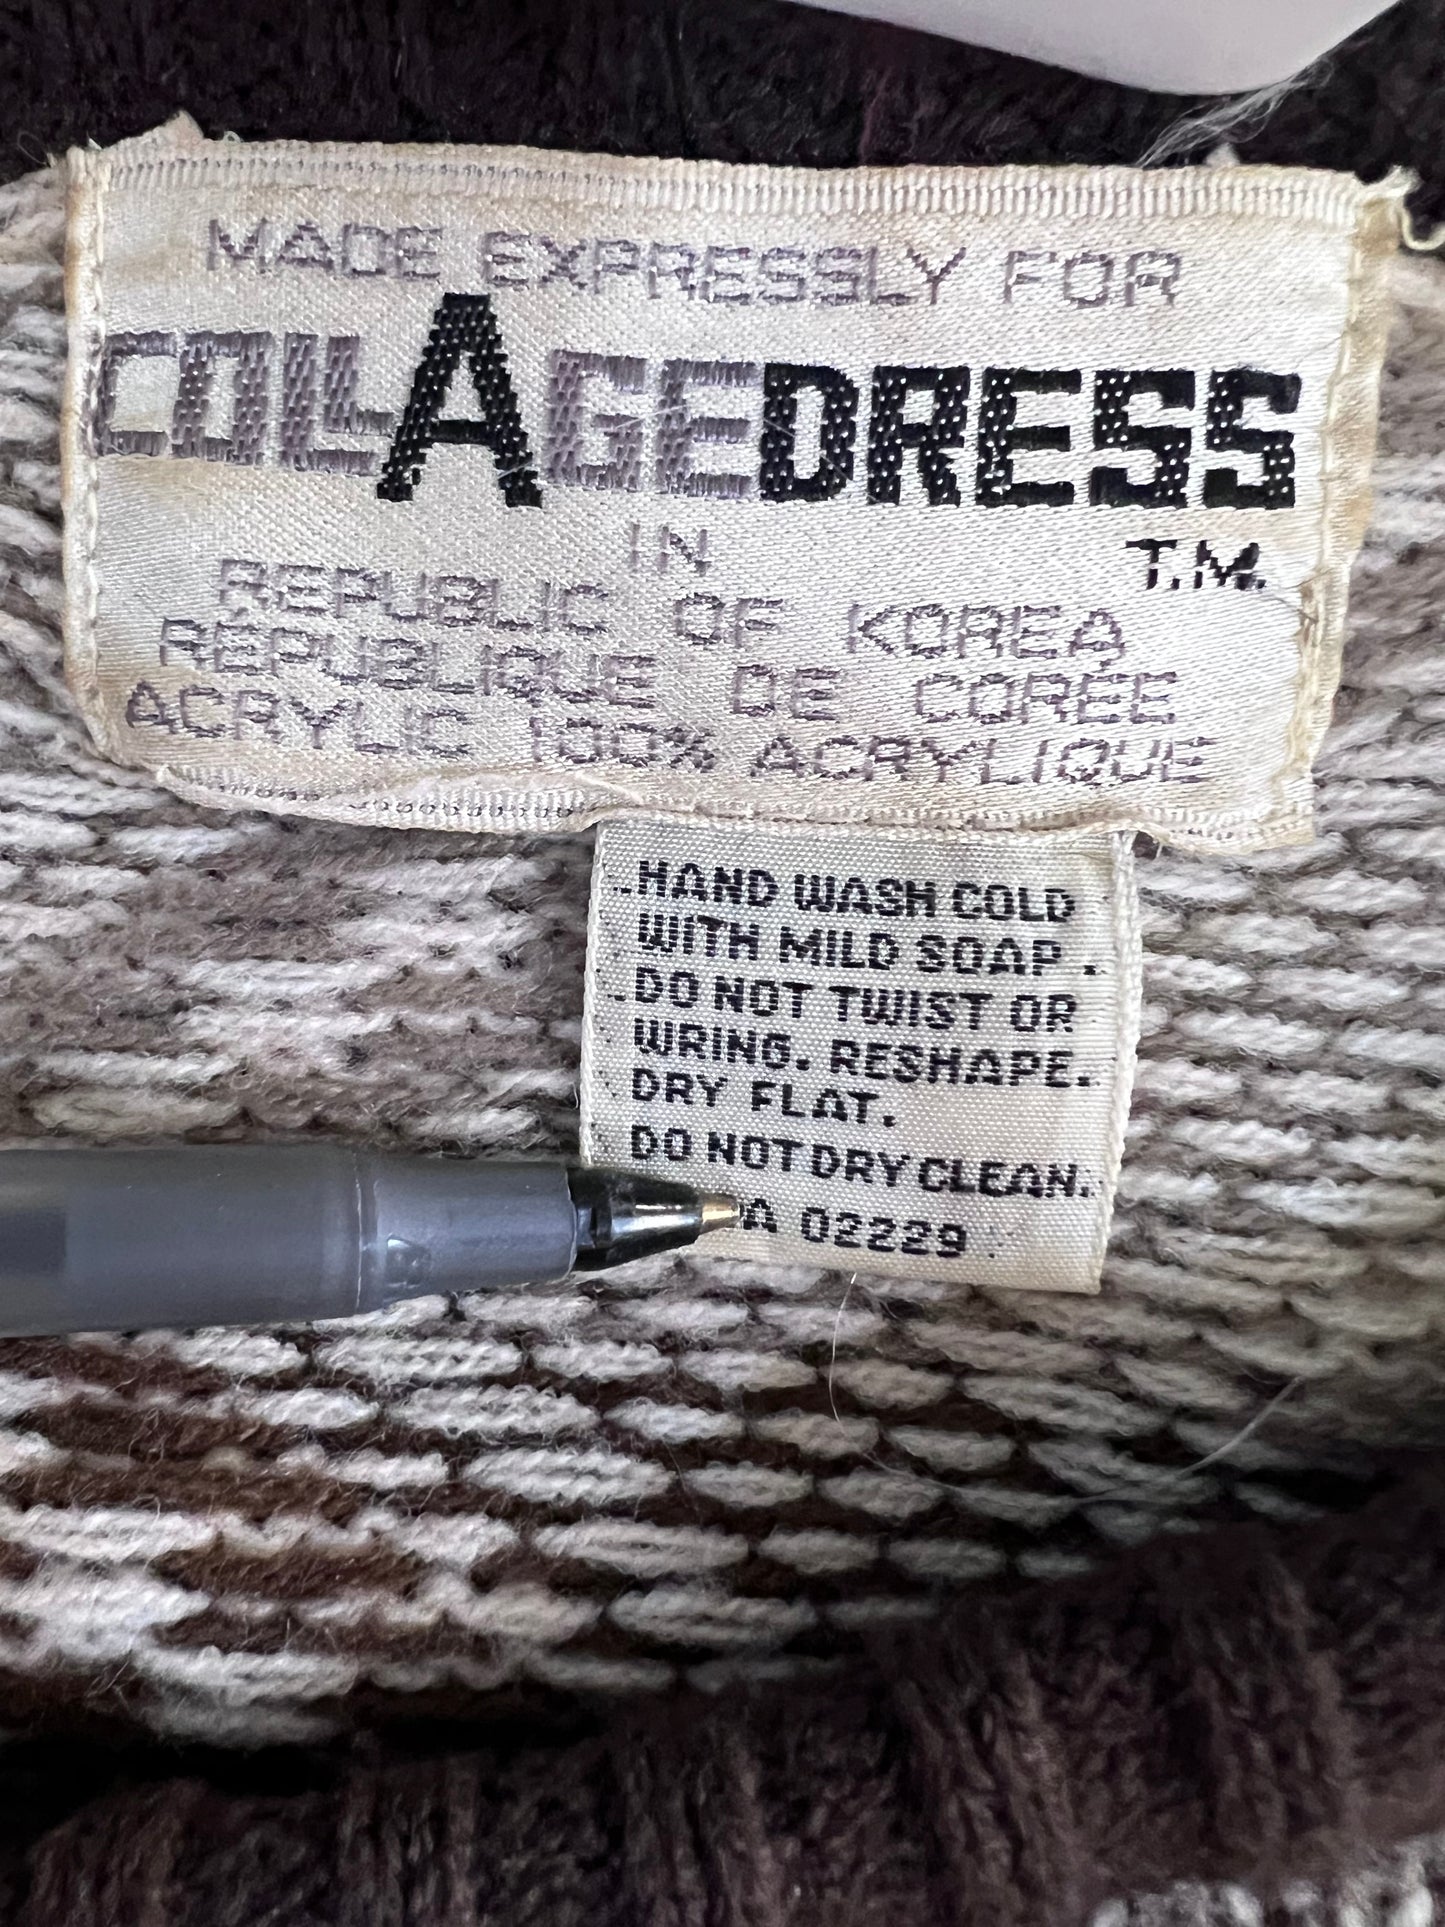 MADE EXPRESSLY FOR
COLLAGEDRESS
T.M.
IN
REPUBLIC OF KOREA
RÉPUBLIQUE DE CORÉE
ACRYLIC 100% ACRYLIQUE
HAND WASH COLD
WITH MILD SOAP.
DO NOT TWIST OR
WRING. RESHAPE.
DRY FLAT.
DO NOT DRY CLEAN.
A 02229